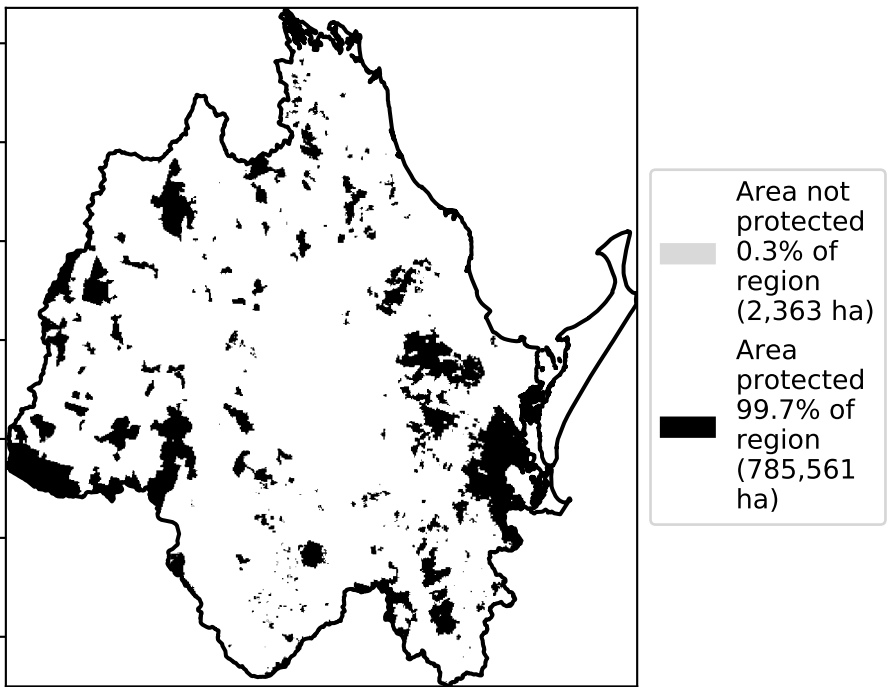 Area not
protected
0.3% of
region
(2,363 ha)
Area
protected
99.7% of
region
(785,561
ha)